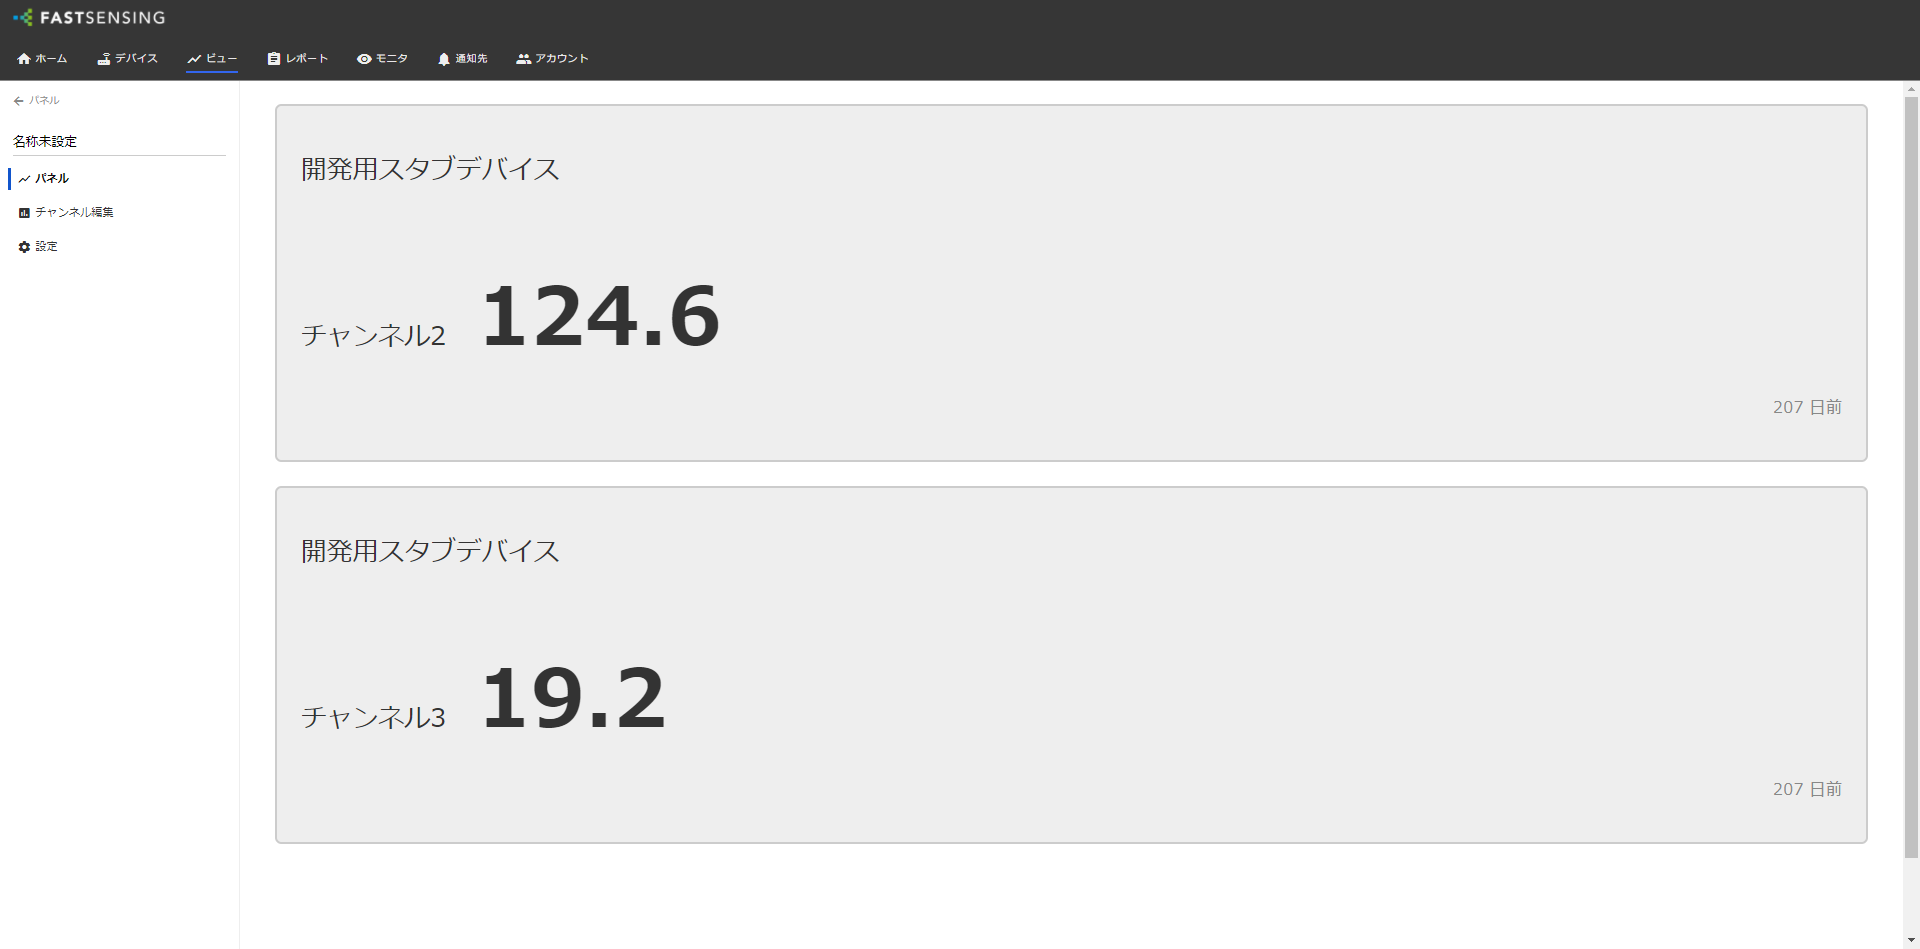 FASTSENSING
ホーム デバイス ビュー レポート モニタ 通知先 アカウント
パネル
名称未設定
パネル
チャンネル編集
設定
開発用スタブデバイス
チャンネル2 124.6
207 日前
開発用スタブデバイス
チャンネル3 19.2
207 日前